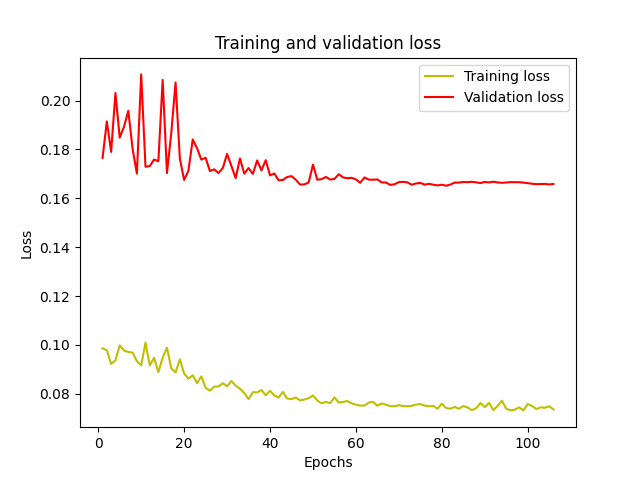 Training and validation loss
Training loss
Validation loss
0.20
0.18
0.16
0.14
0.12
0.10
0.08
Loss
0
20
40
60
80
100
Epochs